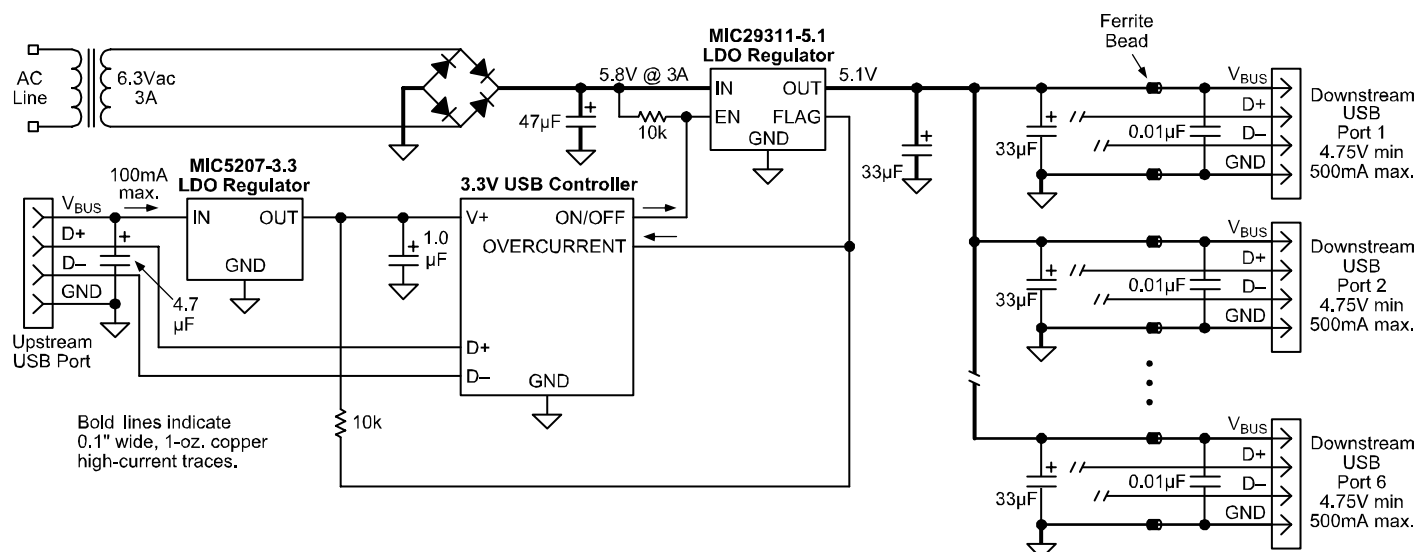 AC
Line
6.3Vac
3A
47µF
5.8V @ 3A
10k
MIC29311-5.1
LDO Regulator
IN
OUT
EN
FLAG
GND
5.1V
33µF
Ferrite
Bead
33µF
0.01µF
VBUS
D+
D–
GND
Downstream
USB
Port 1
4.75V min
500mA max.
Upstream
USB Port
VBUS
D+
D–
GND
100mA
max.
4.7
µF
MIC5207-3.3
LDO Regulator
IN
OUT
GND
1.0
µF
3.3V USB Controller
V+
ON/OFF
OVERCURRENT
D+
D–
GND
10k
33µF
0.01µF
VBUS
D+
D–
GND
Downstream
USB
Port 2
4.75V min
500mA max.
33µF
0.01µF
VBUS
D+
D–
GND
Downstream
USB
Port 6
4.75V min
500mA max.
Bold lines indicate
0.1" wide, 1-oz. copper
high-current traces.